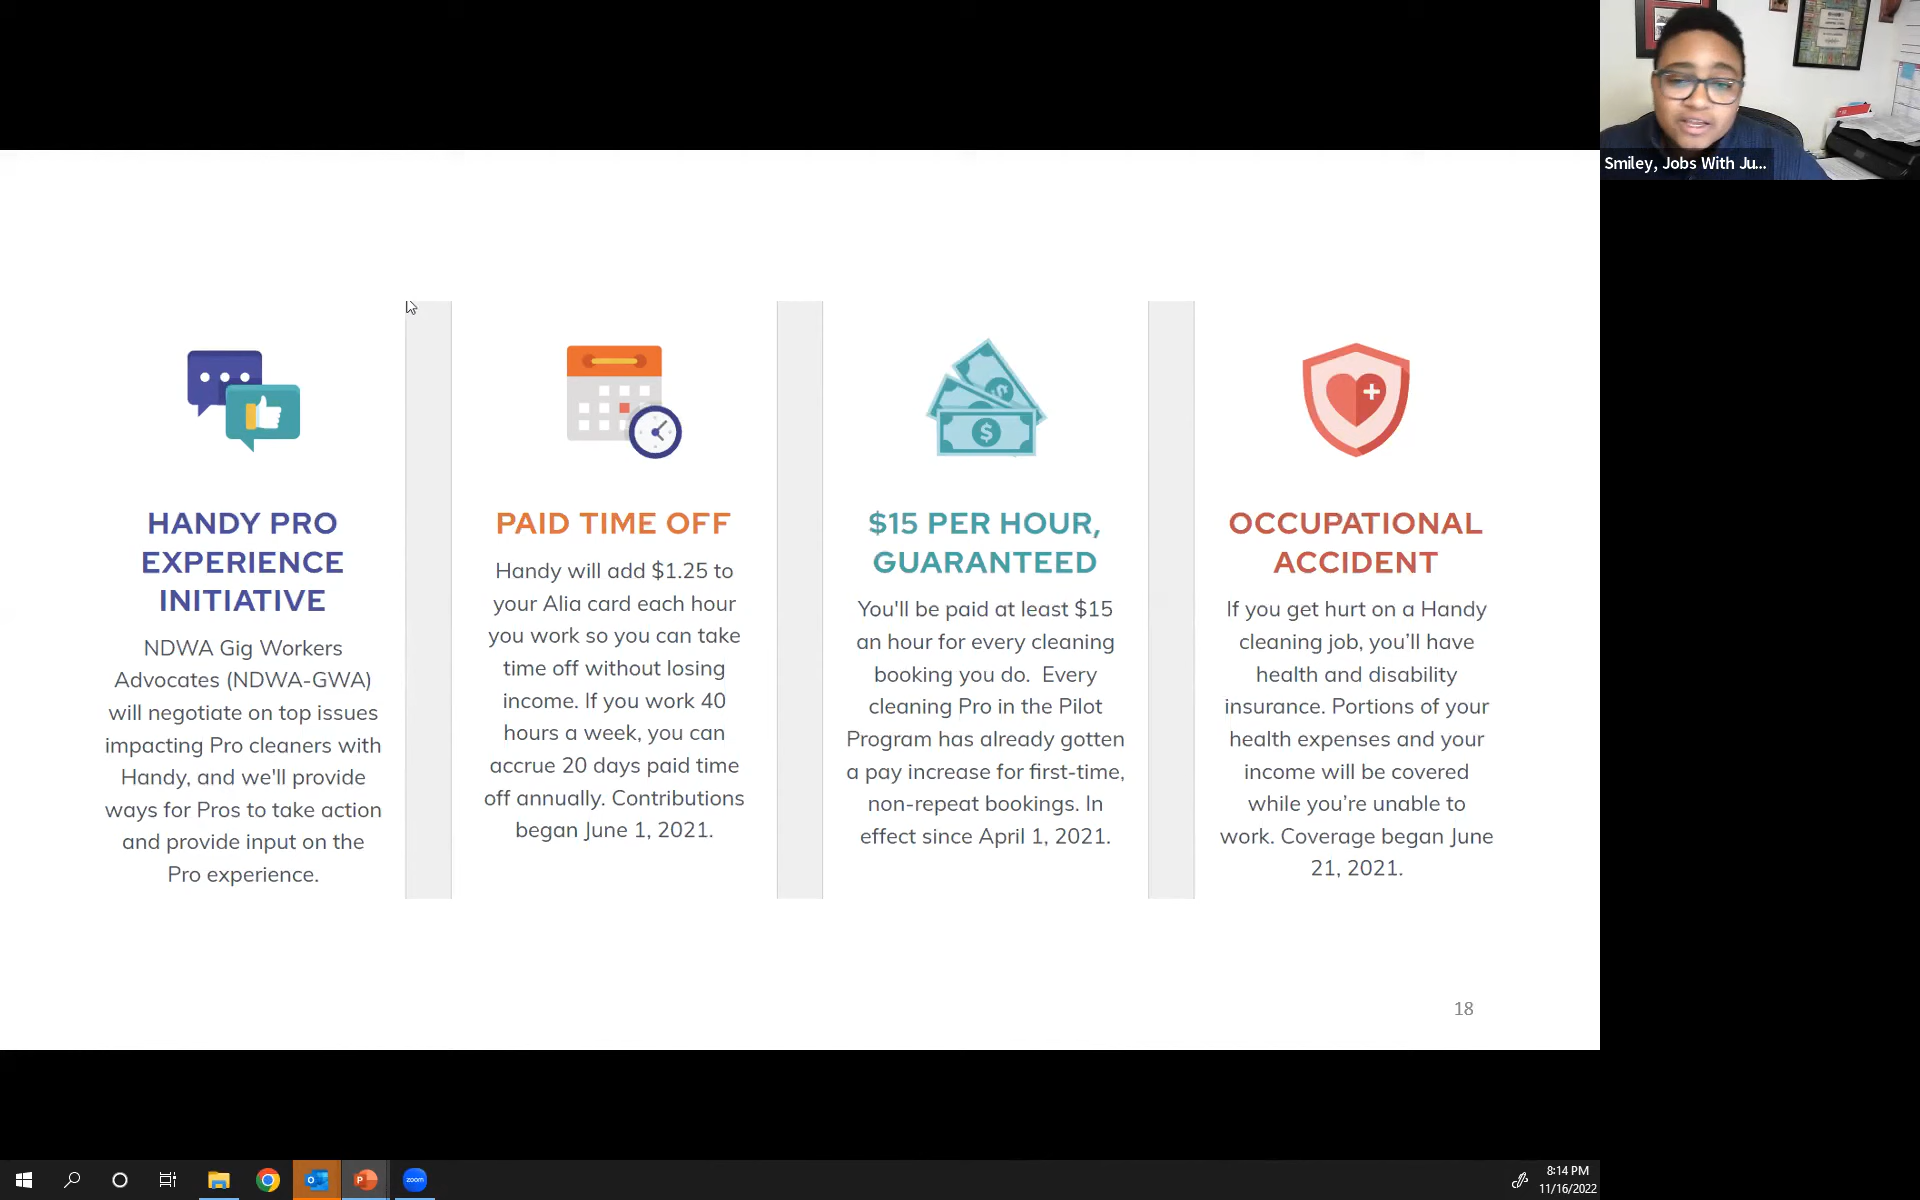 Smiley, Jobs With Ju...
HANDY PRO
EXPERIENCE
INITIATIVE
NDWA Gig Workers
Advocates (NDWA-GWA)
will negotiate on top issues
impacting Pro cleaners with
Handy, and we'll provide
ways for Pros to take action
and provide input on the
Pro experience.
PAID TIME OFF
Handy will add $1.25 to
your Alia card each hour
you work so you can take
time off without losing
income. If you work 40
hours a week, you can
accrue 20 days paid time
off annually. Contributions
began June 1, 2021.
$15 PER HOUR,
GUARANTEED
You'll be paid at least $15
an hour for every cleaning
booking you do.  Every
cleaning Pro in the Pilot
Program has already gotten
a pay increase for first-time,
non-repeat bookings. In
effect since April 1, 2021.
OCCUPATIONAL
ACCIDENT
If you get hurt on a Handy
cleaning job, you’ll have
health and disability
insurance. Portions of your
health expenses and your
income will be covered
while you’re unable to
work. Coverage began June
21, 2021.
18
zoom
8:14 PM
11/16/2022